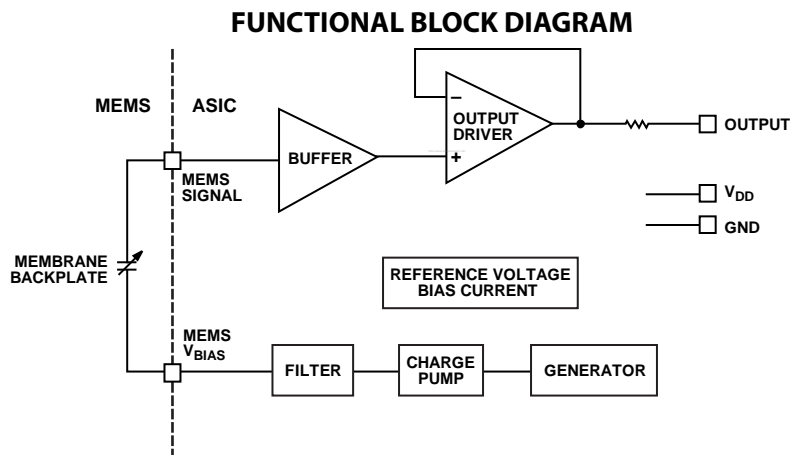 FUNCTIONAL BLOCK DIAGRAM
MEMS
ASIC
BUFFER
−
OUTPUT
DRIVER
+
OUTPUT
MEMS
SIGNAL
VDD
GND
MEMBRANE
BACKPLATE
REFERENCE VOLTAGE
BIAS CURRENT
MEMS
VBIAS
FILTER
CHARGE
PUMP
GENERATOR